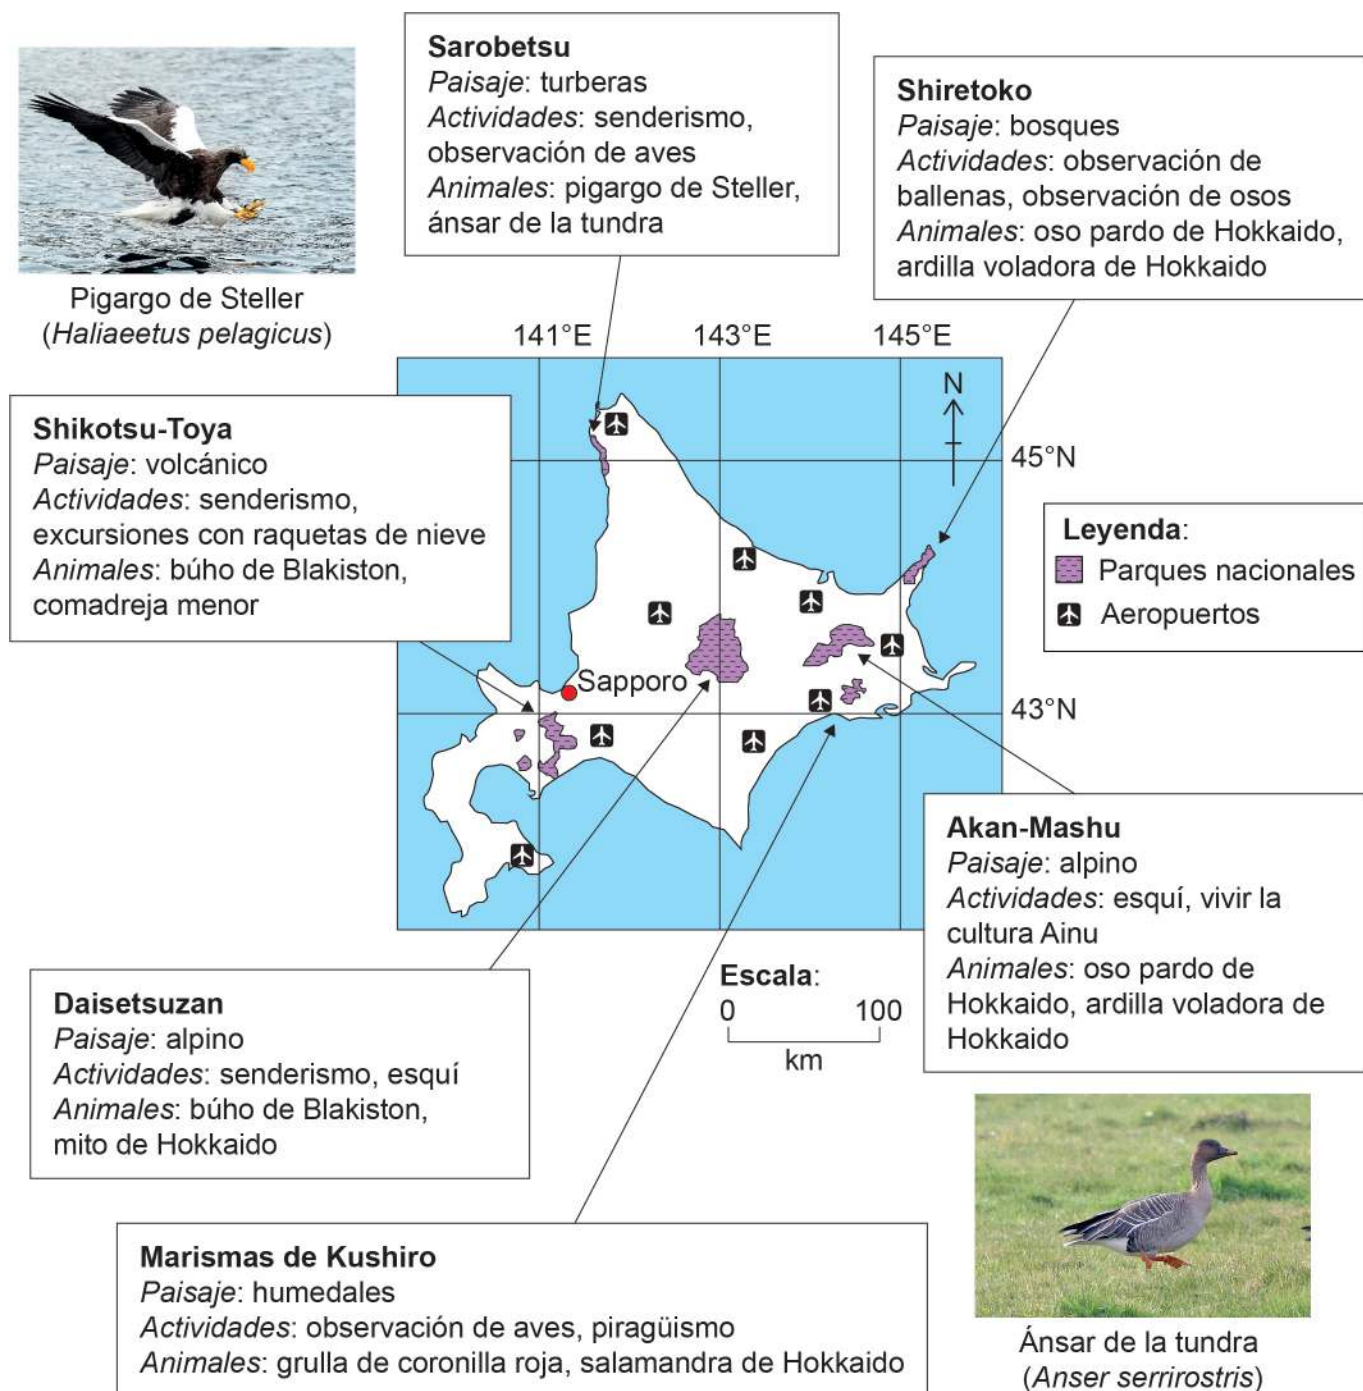 Sarobetsu
Paisaje: turberas
Actividades: senderismo,
observación de aves
Animales: pigargo de Steller,
ánsar de la tundra
Shiretoko
Paisaje: bosques
Actividades: observación de
ballenas, observación de osos
Animales: oso pardo de Hokkaido,
ardilla voladora de Hokkaido
Pigargo de Steller
(Haliaeetus pelagicus)
141°E 143°E 145°E
N
45°N
43°N
Shikotsu-Toya
Paisaje: volcánico
Actividades: senderismo,
excursiones con raquetas de nieve
Animales: búho de Blakiston,
comadreja menor
Leyenda:
Parques nacionales
Aeropuertos
Sapporo
Akan-Mashu
Paisaje: alpino
Actividades: esquí, vivir la
cultura Ainu
Animales: oso pardo de
Hokkaido, ardilla voladora de
Hokkaido
Escala:
0 100
km
Daisetsuzan
Paisaje: alpino
Actividades: senderismo, esquí
Animales: búho de Blakiston,
mito de Hokkaido
Marismas de Kushiro
Paisaje: humedales
Actividades: observación de aves, piragüismo
Animales: grulla de coronilla roja, salamandra de Hokkaido
Ánsar de la tundra
(Anser serrirostris)